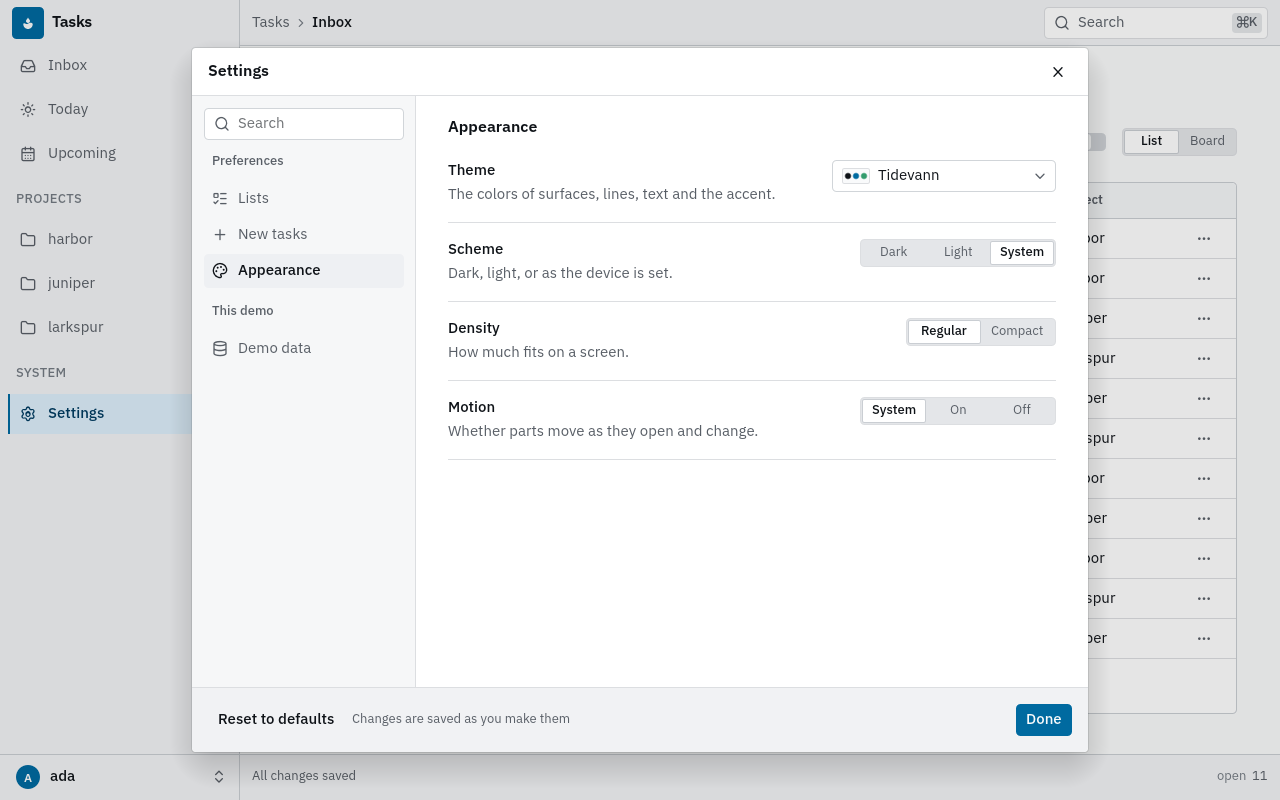 Tasks
Tasks > Inbox
Search ⌘K
Inbox
Today
Upcoming
PROJECTS
harbor
juniper
larkspur
SYSTEM
Settings
List Board
Settings
Search
Preferences
Lists
New tasks
Appearance
This demo
Demo data
Appearance
Theme
The colors of surfaces, lines, text and the accent.
Tidevann
Scheme
Dark, light, or as the device is set.
Dark Light System
Density
How much fits on a screen.
Regular Compact
Motion
Whether parts move as they open and change.
System On Off
Reset to defaults
Changes are saved as you make them
Done
A ada
All changes saved
open 11